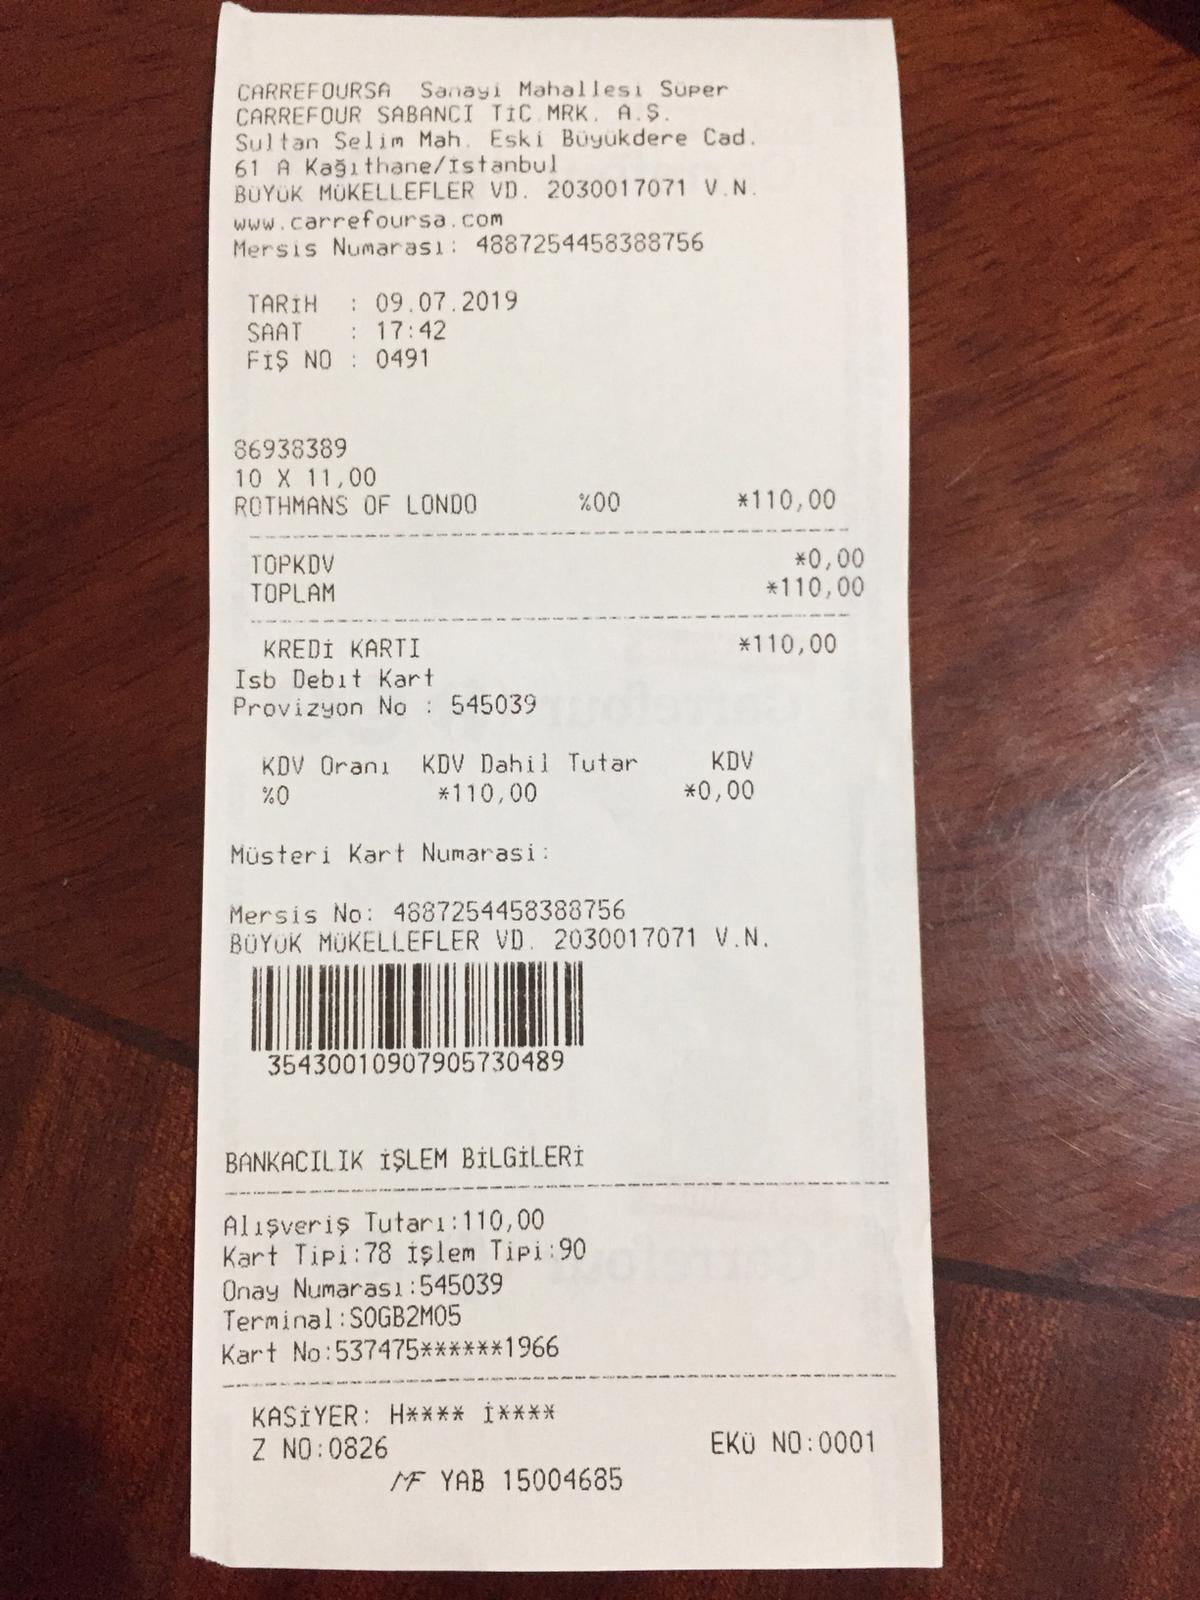 CARREFOURSA Sanayi Mahallesi Süper
CARREFOUR SABANCI TİC MRK. A.Ş.
Sultan Selim Mah. Eski Büyükdere Cad.
61 A Kağıthane/İstanbul
BÜYÜK MÜKELLEFLER VD. 2030017071 V.N.
www.carrefoursa.com
Mersis Numarası: 4887254458388756
TARİH : 09.07.2019
SAAT : 17:42
FİŞ NO : 0491
86938389
10 X 11,00
ROTHMANS OF LONDO %00 *110,00
TOPKDV *0,00
TOPLAM *110,00
KREDİ KARTI *110,00
Isb Debit Kart
Provizyon No : 545039
KDV Oranı KDV Dahil Tutar KDV
%0 *110,00 *0,00
Müsteri Kart Numarasi:
Mersis No: 4887254458388756
BÜYÜK MÜKELLEFLER VD. 2030017071 V.N.
35430010907905730489
BANKACILIK İŞLEM BİLGİLERİ
Alışveriş Tutarı:110,00
Kart Tipi:78 İşlem Tipi:90
Onay Numarası:545039
Terminal:S0GB2M05
Kart No:537475******1966
KASİYER: H**** İ****
Z NO:0826 EKÜ NO:0001
MF YAB 15004685